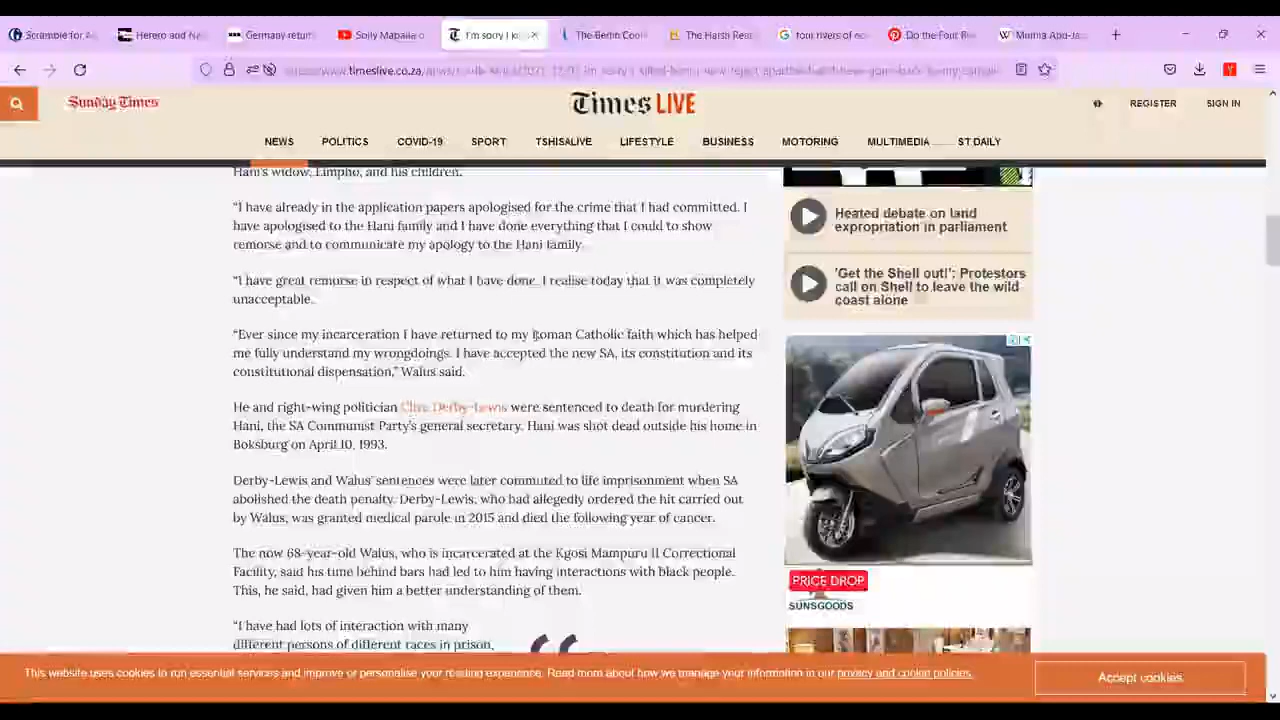 Scramble for A
Herero and Na
Germany return
Solly Mapaila o
I'm sorry I k
The Berlin Con
The Harsh Rea
four rivers of
Do the Four Ri
www.timeslive.co.za
Sunday Times
Times LIVE
REGISTER
SIGN IN
NEWS
POLITICS
COVID-19
SPORT
TSHISALIVE
LIFESTYLE
BUSINESS
MOTORING
MULTIMEDIA
ST DAILY
Hani's widow, Limpho, and his children.
"I have already in the application papers apologised for the crime that I had committed. I
have apologised to the Hani family and I have done everything that I could to show
remorse and to communicate my apology to the Hani family.
"I have great remorse in respect of what I have done. I realise today that it was completely
unacceptable.
"Ever since my incarceration I have returned to my Roman Catholic faith which has helped
me fully understand my wrongdoings. I have accepted the new SA, its constitution and its
constitutional dispensation," Walus said.
He and right-wing politician Clive Derby-Lewis were sentenced to death for murdering
Hani, the SA Communist Party's general secretary. Hani was shot dead outside his home in
Boksburg on April 10, 1993.
Derby-Lewis and Walus' sentences were later commuted to life imprisonment when SA
abolished the death penalty. Derby-Lewis, who had allegedly ordered the hit carried out
by Walus, was granted medical parole in 2015 and died the following year of cancer.
The now 68-year-old Walus, who is incarcerated at the Kgosi Mampuru II Correctional
Facility, said his time behind bars had led to him having interactions with black people.
This, he said, had given him a better understanding of them.
"I have had lots of interaction with many
different persons of different races in prison,
“
Heated debate on land
expropriation in parliament
'Get the Shell out!': Protestors
call on Shell to leave the wild
coast alone
PRICE DROP
SUNSGOODS
This website uses cookies to run essential services and improve or personalise your reading experience. Read more about how we manage your information in our privacy and cookie policies.
Accept cookies